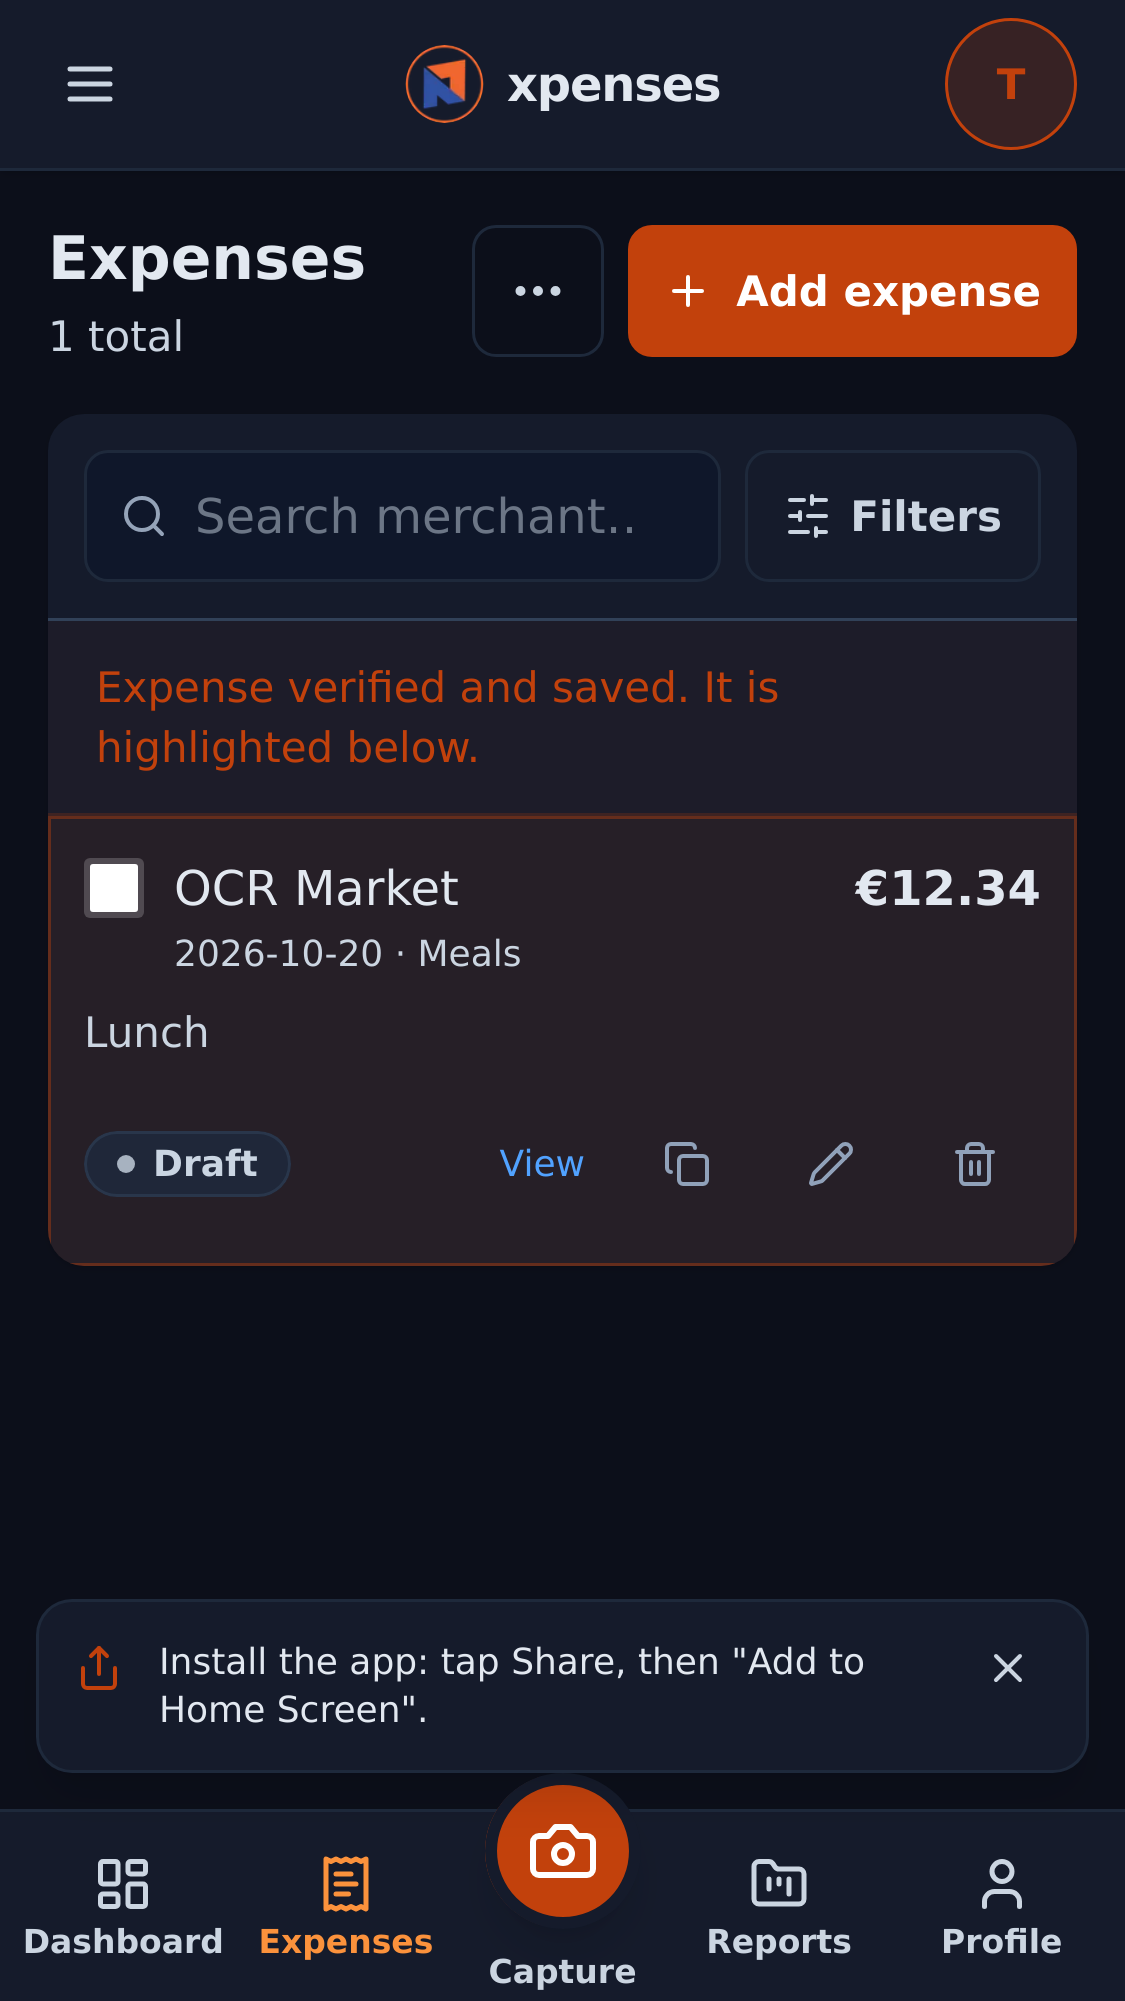 xpenses
T
Expenses
1 total
Add expense
Search merchant..
Filters
Expense verified and saved. It is
highlighted below.
OCR Market
€12.34
2026-10-20 · Meals
Lunch
Draft
View
Install the app: tap Share, then "Add to
Home Screen".
Dashboard
Expenses
Capture
Reports
Profile